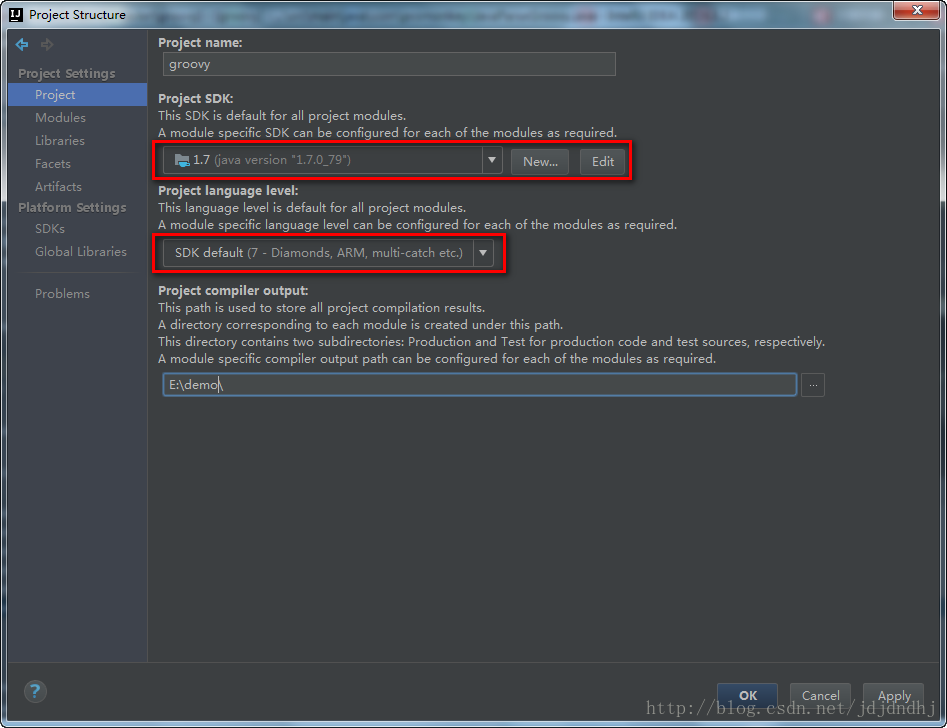 Project Structure
Project Settings
Project
Modules
Libraries
Facets
Artifacts
Platform Settings
SDKs
Global Libraries
Problems
Project name:
groovy
Project SDK:
This SDK is default for all project modules.
A module specific SDK can be configured for each of the modules as required.
1.7 (java version "1.7.0_79")
New...
Edit
Project language level:
This language level is default for all project modules.
A module specific language level can be configured for each of the modules as required.
SDK default (7 - Diamonds, ARM, multi-catch etc.)
Project compiler output:
This path is used to store all project compilation results.
A directory corresponding to each module is created under this path.
This directory contains two subdirectories: Production and Test for production code and test sources, respectively.
A module specific compiler output path can be configured for each of the modules as required.
E:\demo\
...
?
OK
Cancel
Apply
http://blog.csdn.net/jdjdndhj